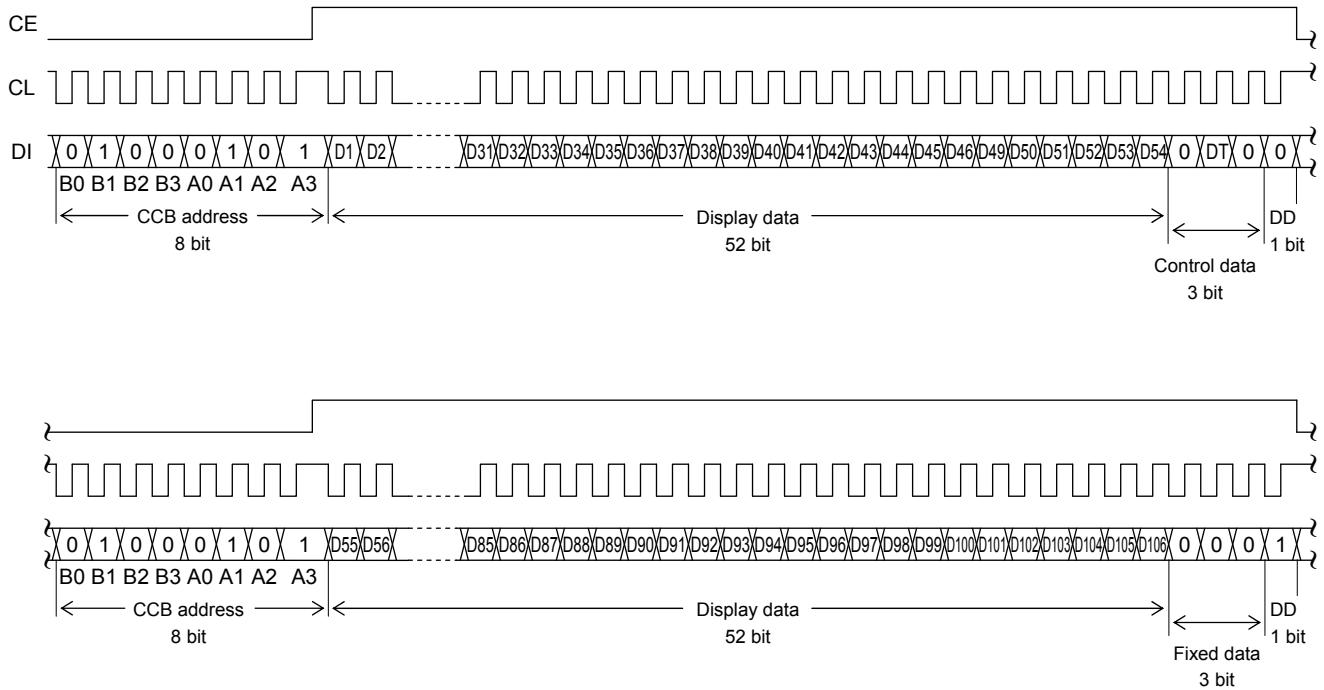 CE
CL
DI 0 1 0 0 0 1 0 1 D1 D2 D31 D32 D33 D34 D35 D36 D37 D38 D39 D40 D41 D42 D43 D44 D45 D46 D49 D50 D51 D52 D53 D54 0 DT 0 0
B0 B1 B2 B3 A0 A1 A2 A3
CCB address Display data DD
8 bit 52 bit 1 bit
Control data
3 bit
0 1 0 0 0 1 0 1 D55 D56 D85 D86 D87 D88 D89 D90 D91 D92 D93 D94 D95 D96 D97 D98 D99 D100 D101 D102 D103 D104 D105 D106 0 0 0 1
B0 B1 B2 B3 A0 A1 A2 A3
CCB address Display data DD
8 bit 52 bit 1 bit
Fixed data
3 bit